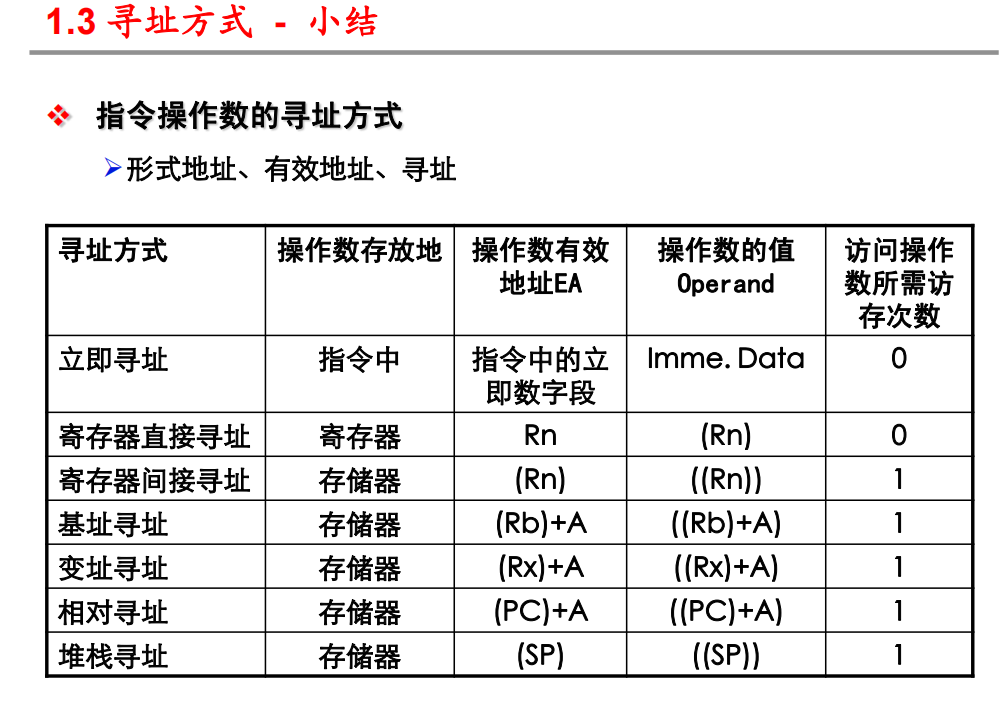 1.3 寻址方式 - 小结
指令操作数的寻址方式
形式地址、有效地址、寻址
寻址方式 操作数存放地 操作数有效地址EA 操作数的值Operand 访问操作数所需访存次数
立即寻址 指令中 指令中的立即数字段 Imme. Data 0
寄存器直接寻址 寄存器 Rn (Rn) 0
寄存器间接寻址 存储器 (Rn) ((Rn)) 1
基址寻址 存储器 (Rb)+A ((Rb)+A) 1
变址寻址 存储器 (Rx)+A ((Rx)+A) 1
相对寻址 存储器 (PC)+A ((PC)+A) 1
堆栈寻址 存储器 (SP) ((SP)) 1